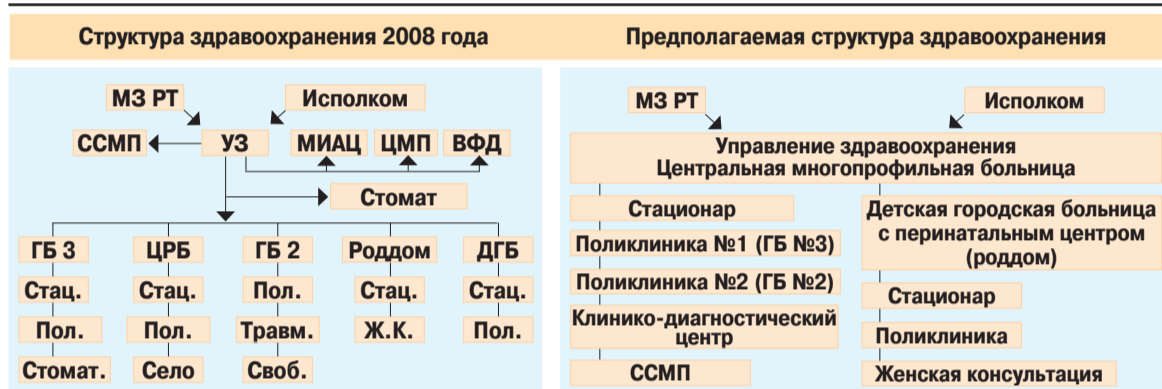 Структура здравоохранения 2008 года
МЗ РТ
Исполком
ССМП
УЗ
МИАЦ
ЦМП
ВФД
Стомат
ГБ 3
ЦРБ
ГБ 2
Роддом
ДГБ
Стац.
Стац.
Пол.
Стац.
Стац.
Пол.
Пол.
Травм.
Ж.К.
Пол.
Стомат.
Село
Своб.
Предполагаемая структура здравоохранения
МЗ РТ
Исполком
Управление здравоохранения
Центральная многопрофильная больница
Стационар
Поликлиника №1 (ГБ №3)
Поликлиника №2 (ГБ №2)
Клинико-диагностический
центр
ССМП
Детская городская больница
с перинатальным центром
(роддом)
Стационар
Поликлиника
Женская консультация